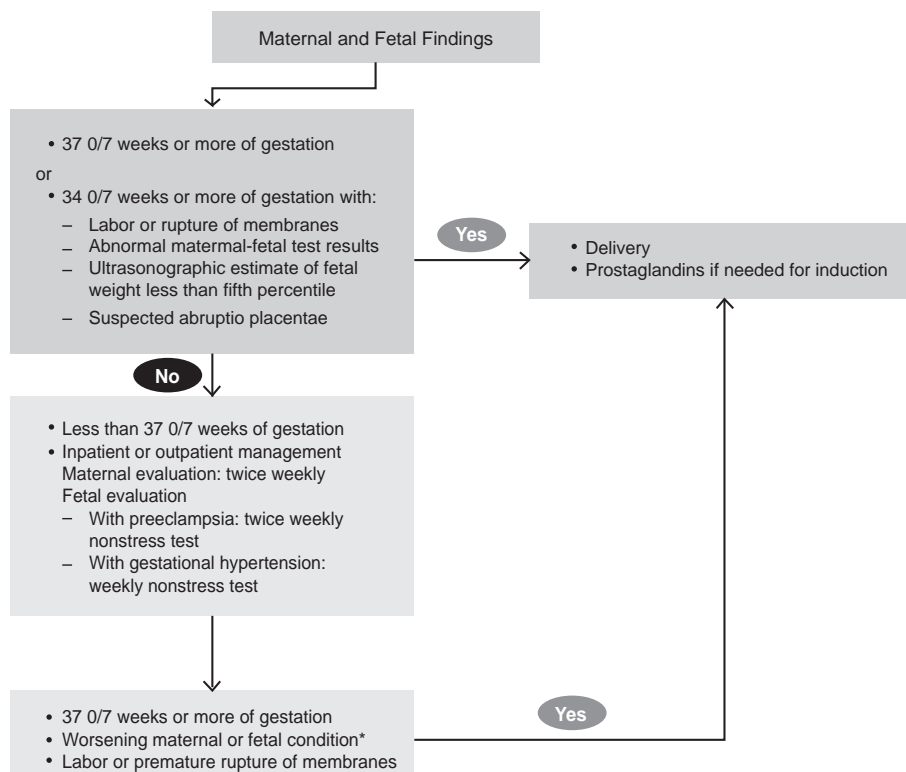 Maternal and Fetal Findings
• 37 0/7 weeks or more of gestation
or
• 34 0/7 weeks or more of gestation with:
– Labor or rupture of membranes
– Abnormal matermal-fetal test results
– Ultrasonographic estimate of fetal
weight less than fifth percentile
– Suspected abruptio placentae
Yes
• Delivery
• Prostaglandins if needed for induction
No
• Less than 37 0/7 weeks of gestation
• Inpatient or outpatient management
Maternal evaluation: twice weekly
Fetal evaluation
– With preeclampsia: twice weekly
nonstress test
– With gestational hypertension:
weekly nonstress test
• 37 0/7 weeks or more of gestation
• Worsening maternal or fetal condition*
• Labor or premature rupture of membranes
Yes